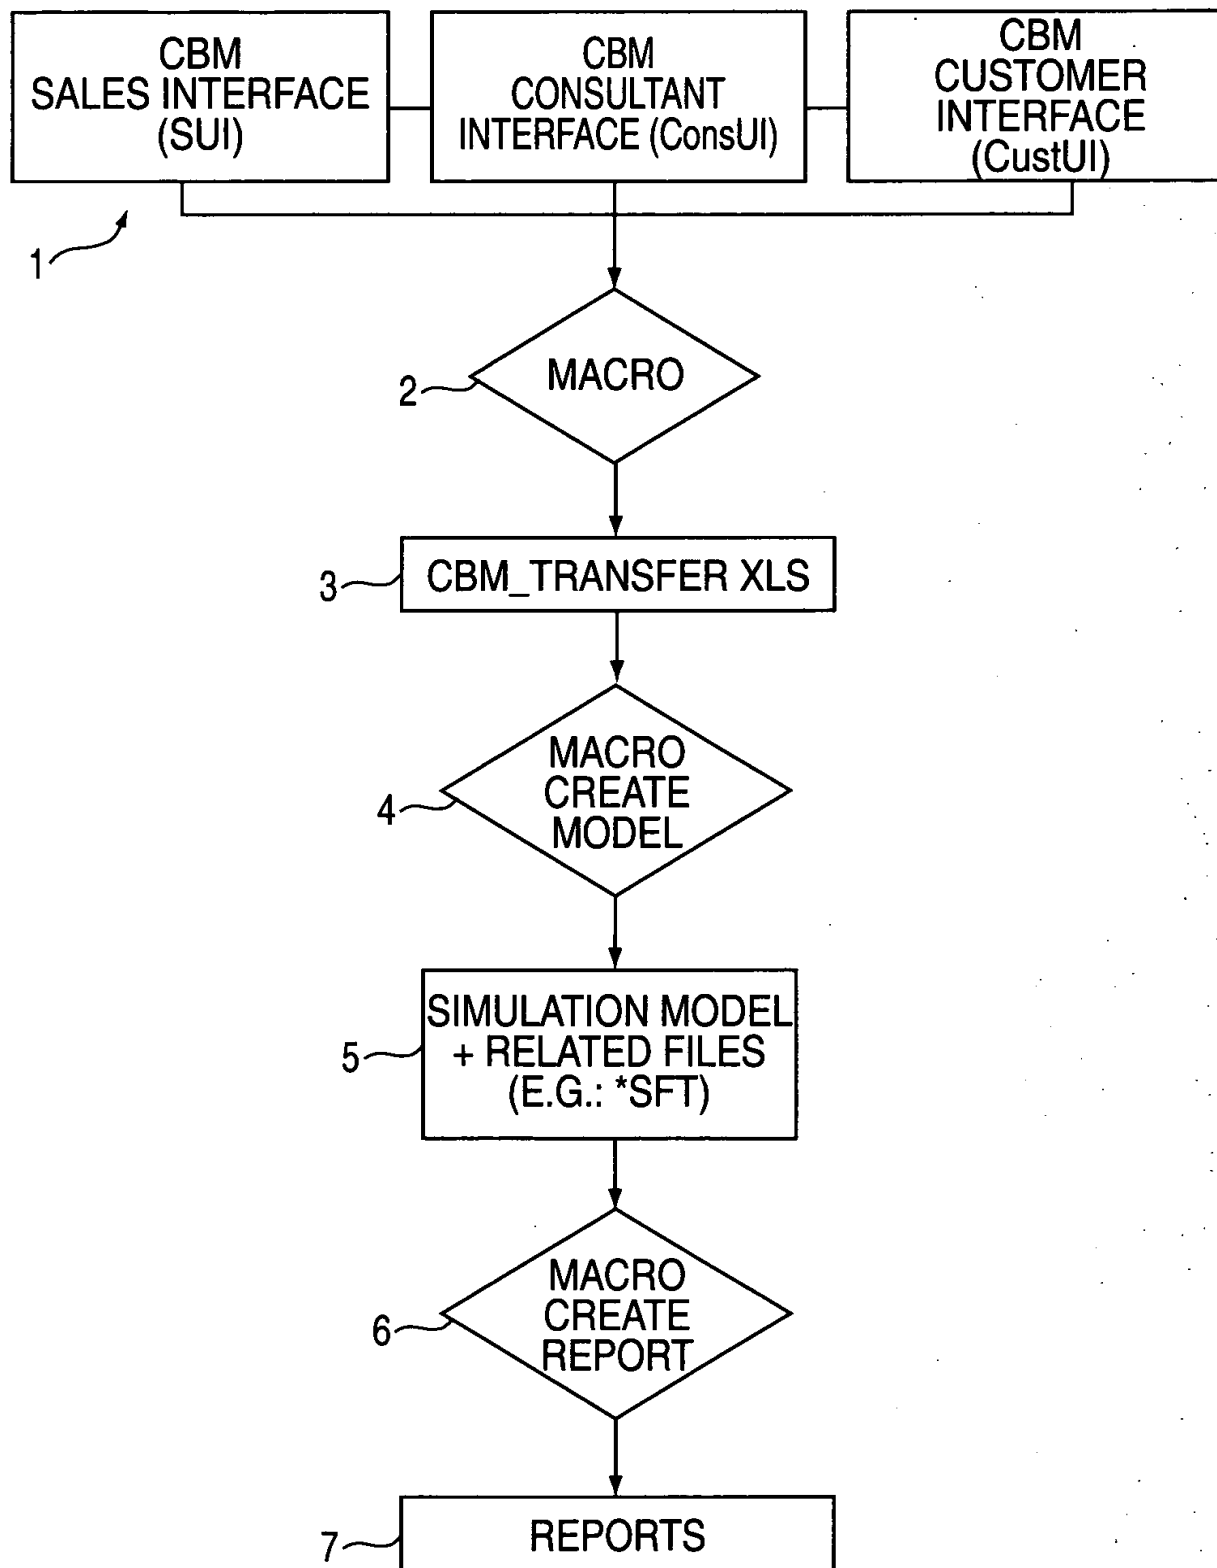 CBM
SALES INTERFACE
(SUI)
CBM
CONSULTANT
INTERFACE (ConsUI)
CBM
CUSTOMER
INTERFACE
(CustUI)
1
2
MACRO
3
CBM_TRANSFER XLS
4
MACRO
CREATE
MODEL
5
SIMULATION MODEL
+ RELATED FILES
(E.G.: *SFT)
6
MACRO
CREATE
REPORT
7
REPORTS